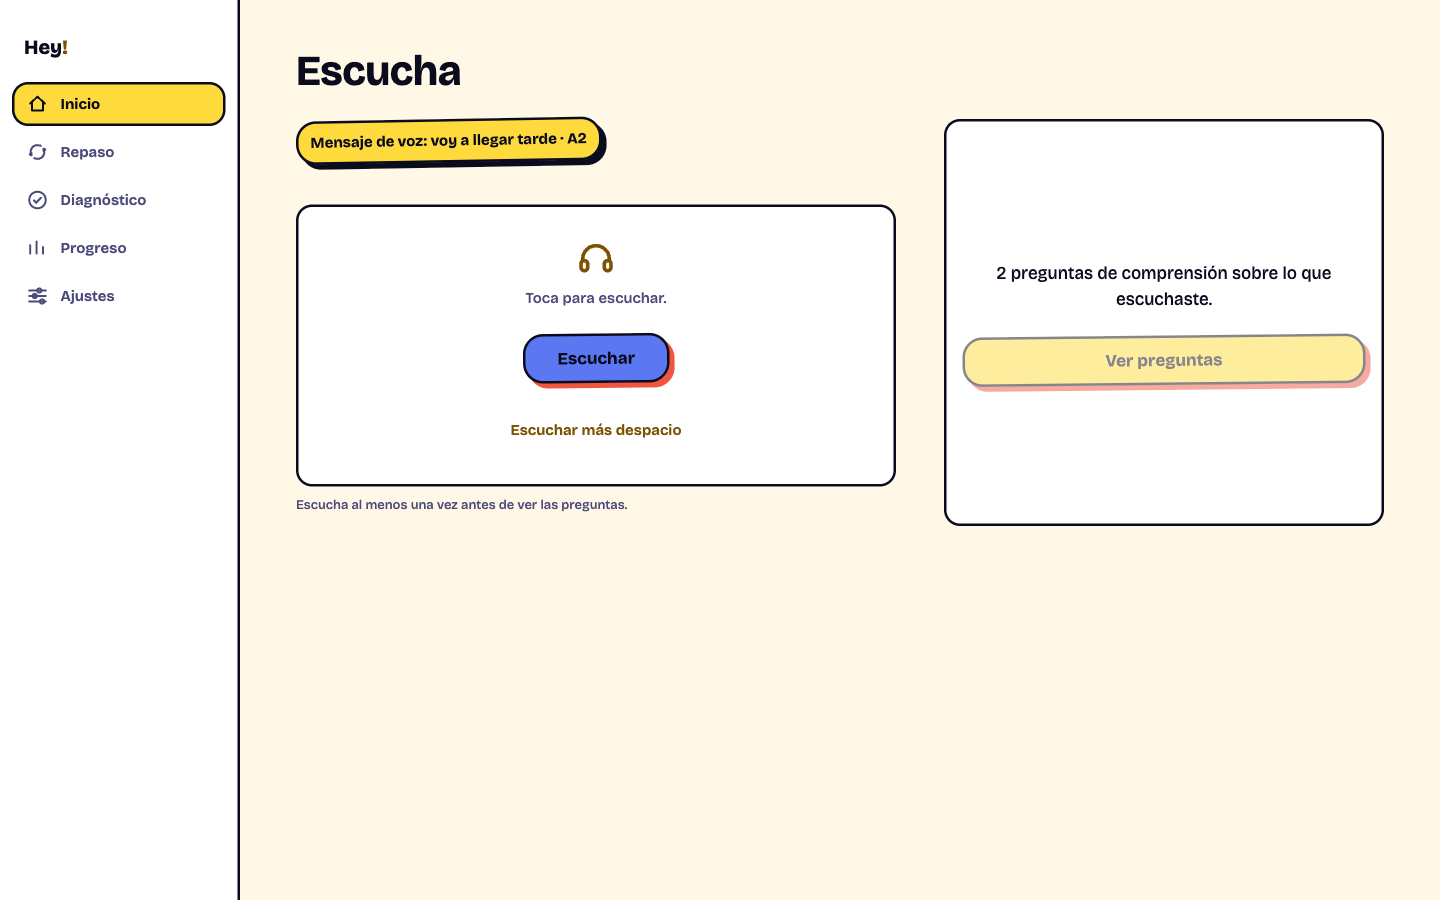 Hey!
Inicio
Repaso
Diagnóstico
Progreso
Ajustes
Escucha
Mensaje de voz: voy a llegar tarde · A2
Toca para escuchar.
Escuchar
Escuchar más despacio
Escucha al menos una vez antes de ver las preguntas.
2 preguntas de comprensión sobre lo que
escuchaste.
Ver preguntas